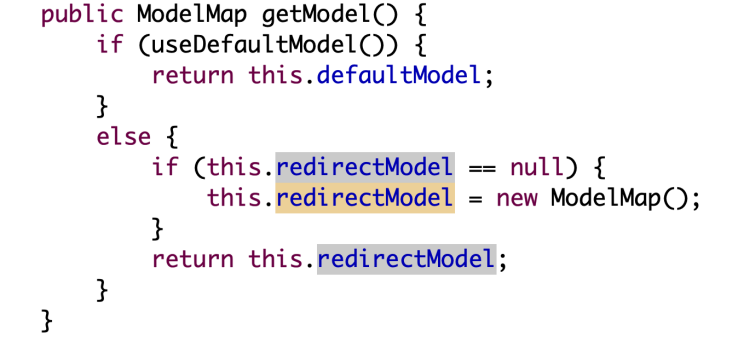 public ModelMap getModel() {
    if (useDefaultModel()) {
        return this.defaultModel;
    }
    else {
        if (this.redirectModel == null) {
            this.redirectModel = new ModelMap();
        }
        return this.redirectModel;
    }
}